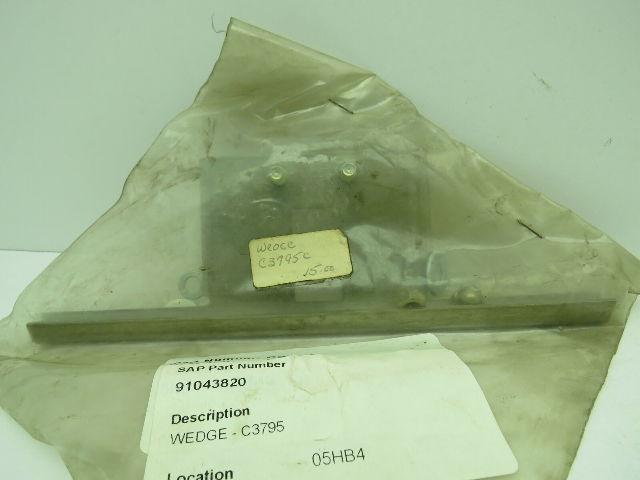 Wedge
C3795c
15.00
SAP Part Number
91043820
Description
WEDGE - C3795
Location
05HB4